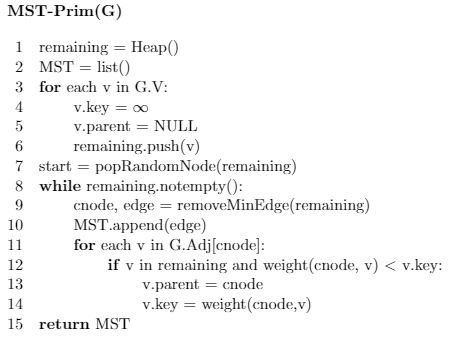 MST-Prim(G)
1 remaining = Heap()
2 MST = list()
3 for each v in G.V:
4 v.key = ∞
5 v.parent = NULL
6 remaining.push(v)
7 start = popRandomNode(remaining)
8 while remaining.notempty():
9 cnode, edge = removeMinEdge(remaining)
10 MST.append(edge)
11 for each v in G.Adj[cnode]:
12 if v in remaining and weight(cnode, v) < v.key:
13 v.parent = cnode
14 v.key = weight(cnode,v)
15 return MST